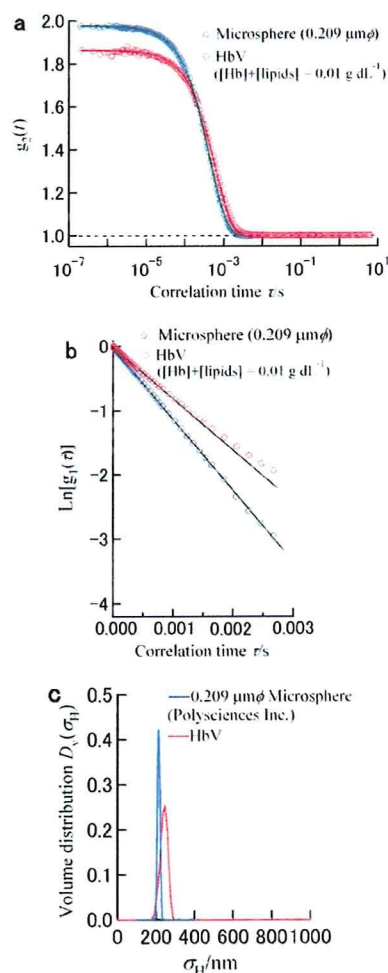 a
Microsphere (0.209 μmϕ)
HbV
([Hb]+[lipids] = 0.01 g dL⁻¹)
g₂(t)
2.0
1.8
1.6
1.4
1.2
1.0
10⁻⁷ 10⁻⁵ 10⁻³ 10⁻¹ 10¹
Correlation time τ/s
b
Microsphere (0.209 μmϕ)
HbV
([Hb]+[lipids] = 0.01 g dl⁻¹)
Ln[g₁(τ)]
0
-1
-2
-3
-4
0.000 0.001 0.002 0.003
Correlation time τ/s
c
0.209 μmϕ Microsphere
(Polysciences Inc.)
HbV
Volume distribution Dᵥ(σH)
0.5
0.4
0.3
0.2
0.1
0.0
0 200 400 600 800 1000
σH/nm